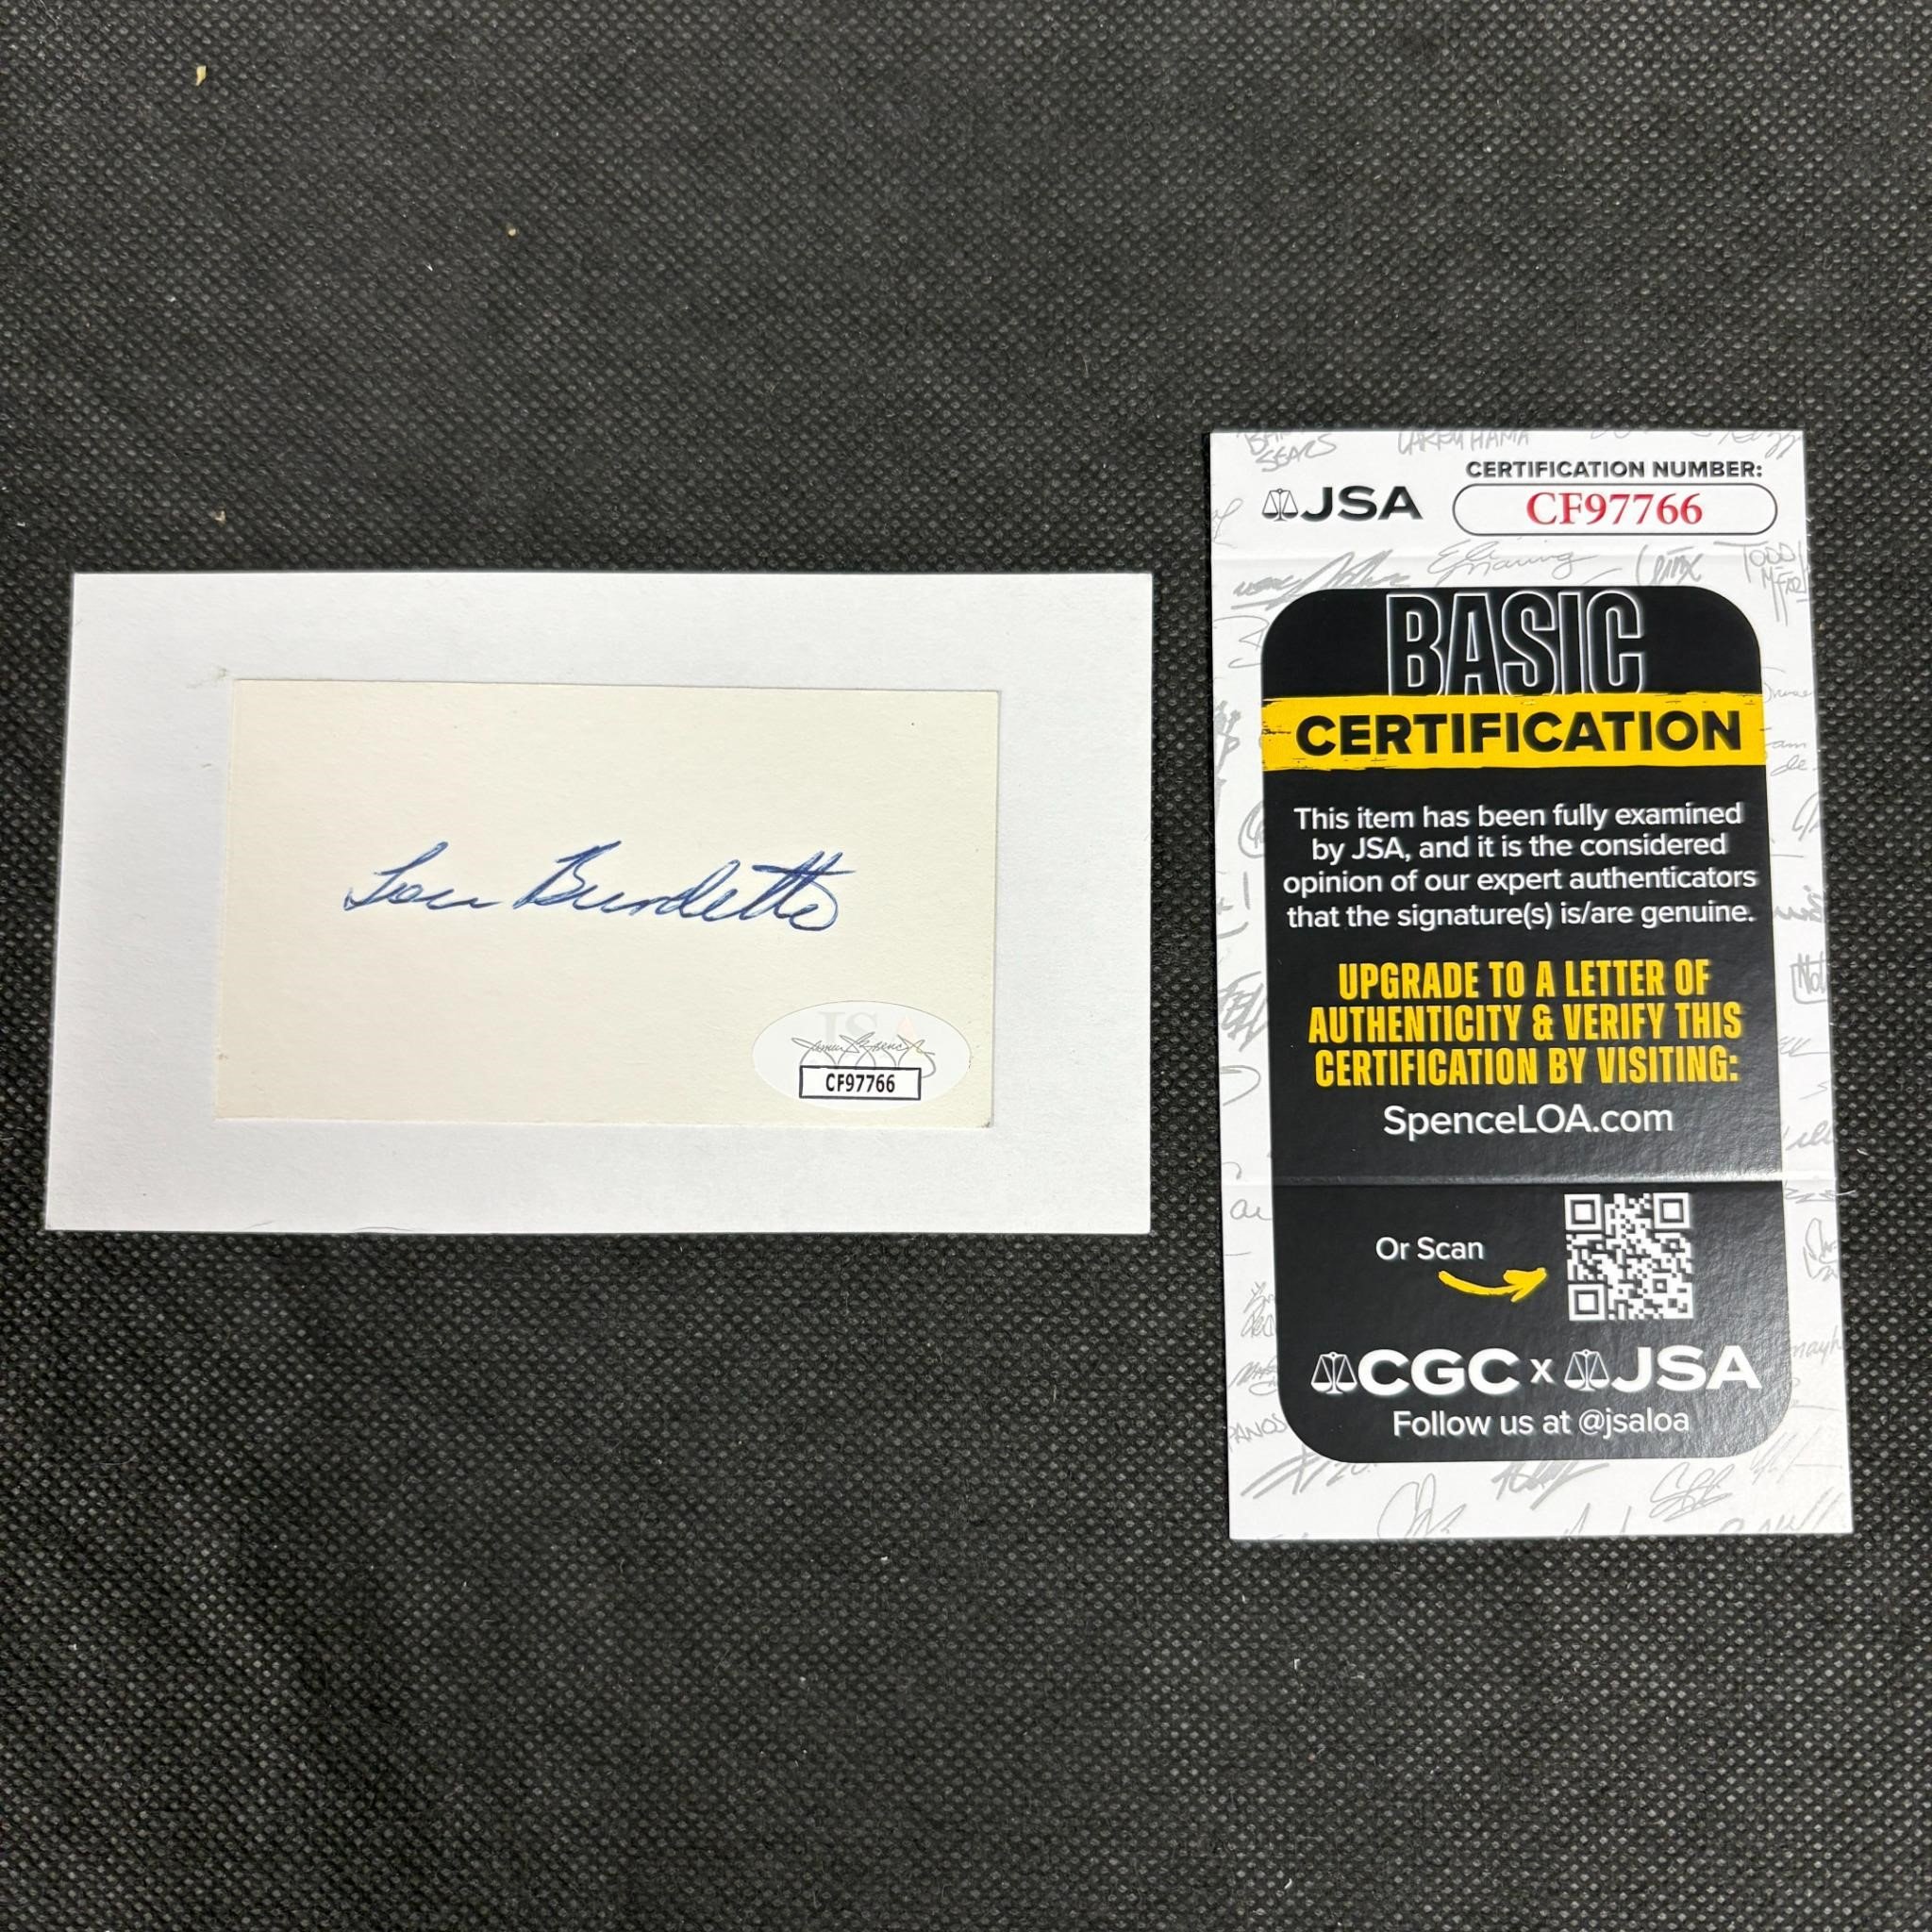 Lou Burdette
CF97766
JSA
CERTIFICATION NUMBER:
CF97766
BASIC
CERTIFICATION
This item has been fully examined
by JSA, and it is the considered
opinion of our expert authenticators
that the signature(s) is/are genuine.
UPGRADE TO A LETTER OF
AUTHENTICITY & VERIFY THIS
CERTIFICATION BY VISITING:
SpenceLOA.com
Or Scan
CGC x JSA
Follow us at @jsaloa